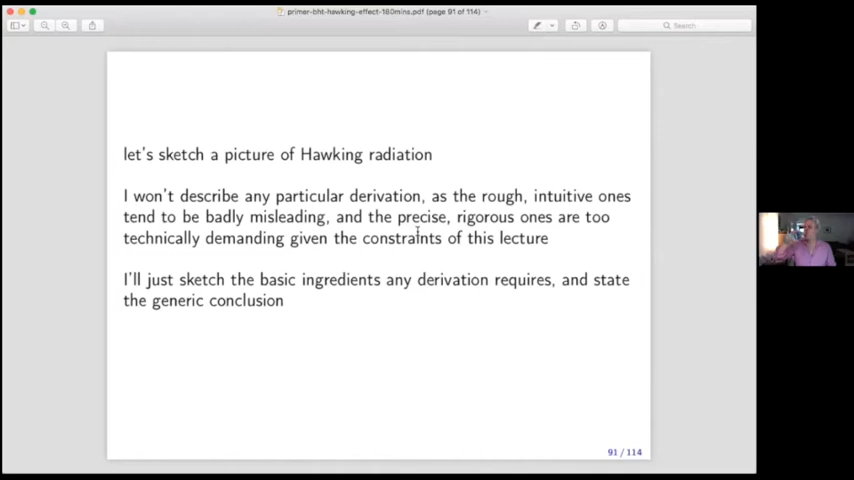 primer-bht-hawking-effect-160mins.pdf (page 91 of 114)
Search
let's sketch a picture of Hawking radiation
I won't describe any particular derivation, as the rough, intuitive ones
tend to be badly misleading, and the precise, rigorous ones are too
technically demanding given the constraints of this lecture
I'll just sketch the basic ingredients any derivation requires, and state
the generic conclusion
91 / 114